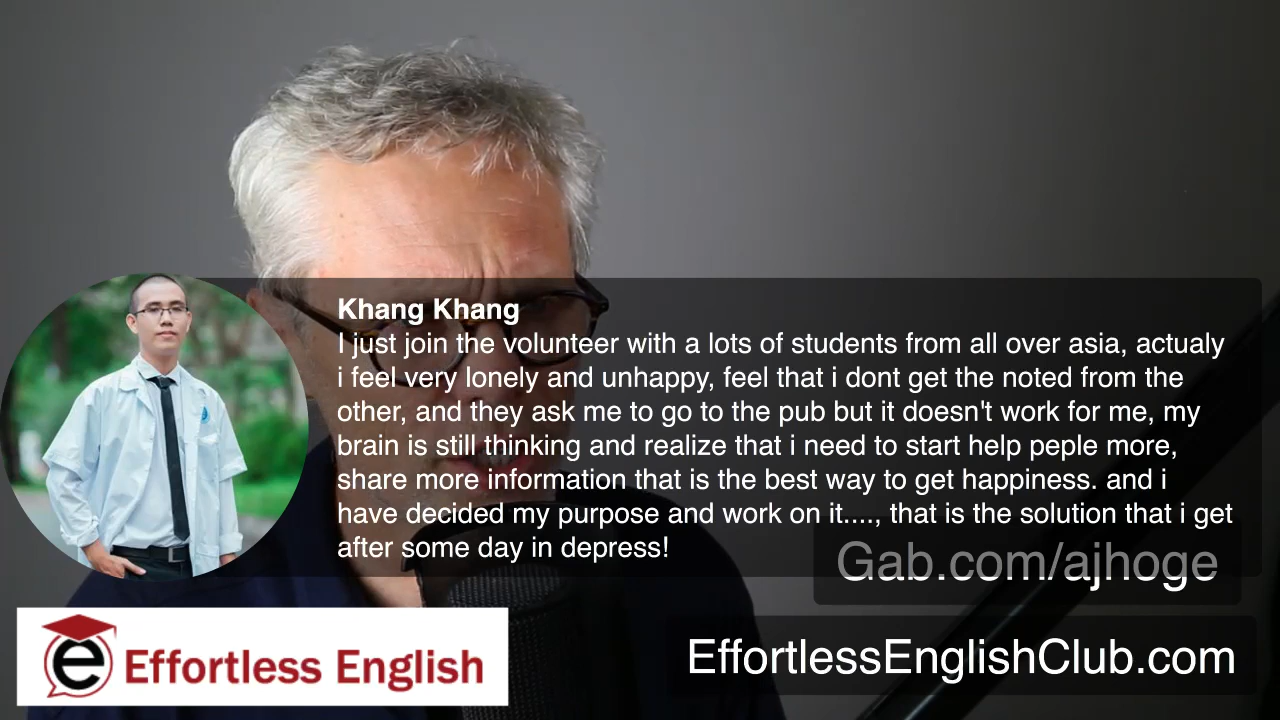 Khang Khang
I just join the volunteer with a lots of students from all over asia, actualy
i feel very lonely and unhappy, feel that i dont get the noted from the
other, and they ask me to go to the pub but it doesn't work for me, my
brain is still thinking and realize that i need to start help peple more,
share more information that is the best way to get happiness. and i
have decided my purpose and work on it...., that is the solution that i get
after some day in depress!
Gab.com/ajhoge
e Effortless English
EffortlessEnglishClub.com